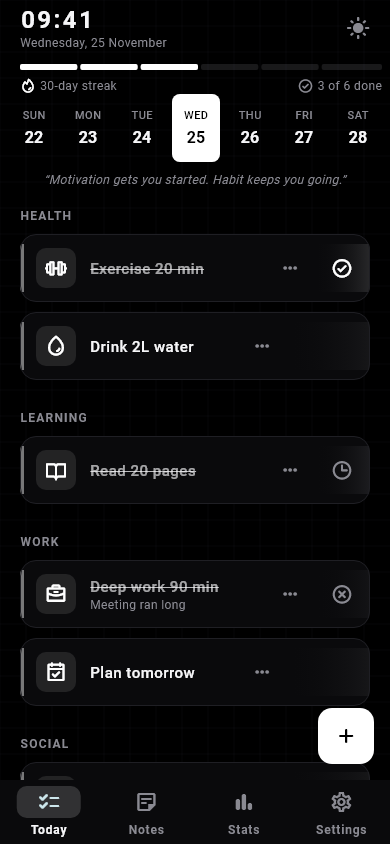 09:41
Wednesday, 25 November
30-day streak
3 of 6 done
SUN MON TUE WED THU FRI SAT
22 23 24 25 26 27 28
“Motivation gets you started. Habit keeps you going.”
HEALTH
Exercise 20 min
Drink 2L water
LEARNING
Read 20 pages
WORK
Deep work 90 min
Meeting ran long
Plan tomorrow
SOCIAL
Today Notes Stats Settings